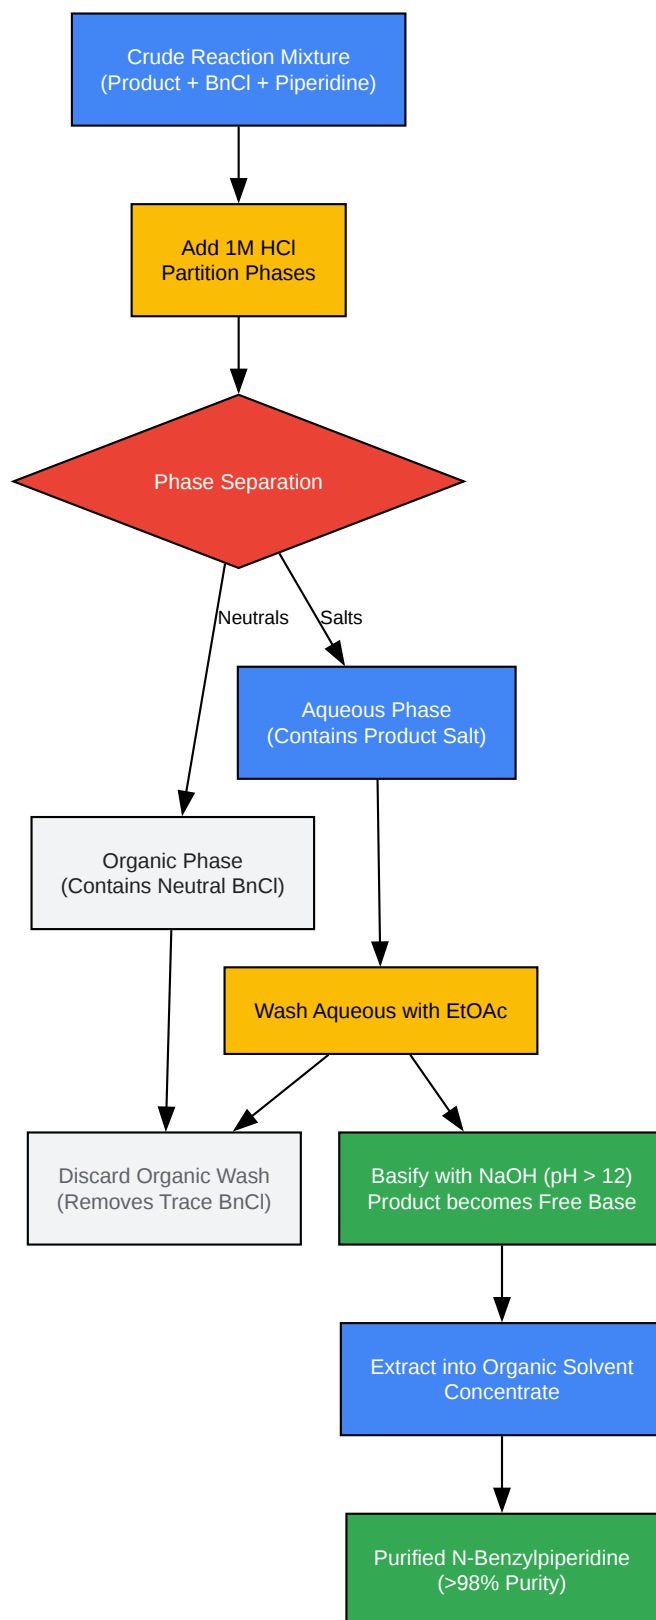 Crude Reaction Mixture
(Product + BnCl + Piperidine)
Add 1M HCl
Partition Phases
Phase Separation
Neutrals
Salts
Aqueous Phase
(Contains Product Salt)
Organic Phase
(Contains Neutral BnCl)
Wash Aqueous with EtOAc
Discard Organic Wash
(Removes Trace BnCl)
Basify with NaOH (pH > 12)
Product becomes Free Base
Extract into Organic Solvent
Concentrate
Purified N-Benzylpiperidine
(>98% Purity)